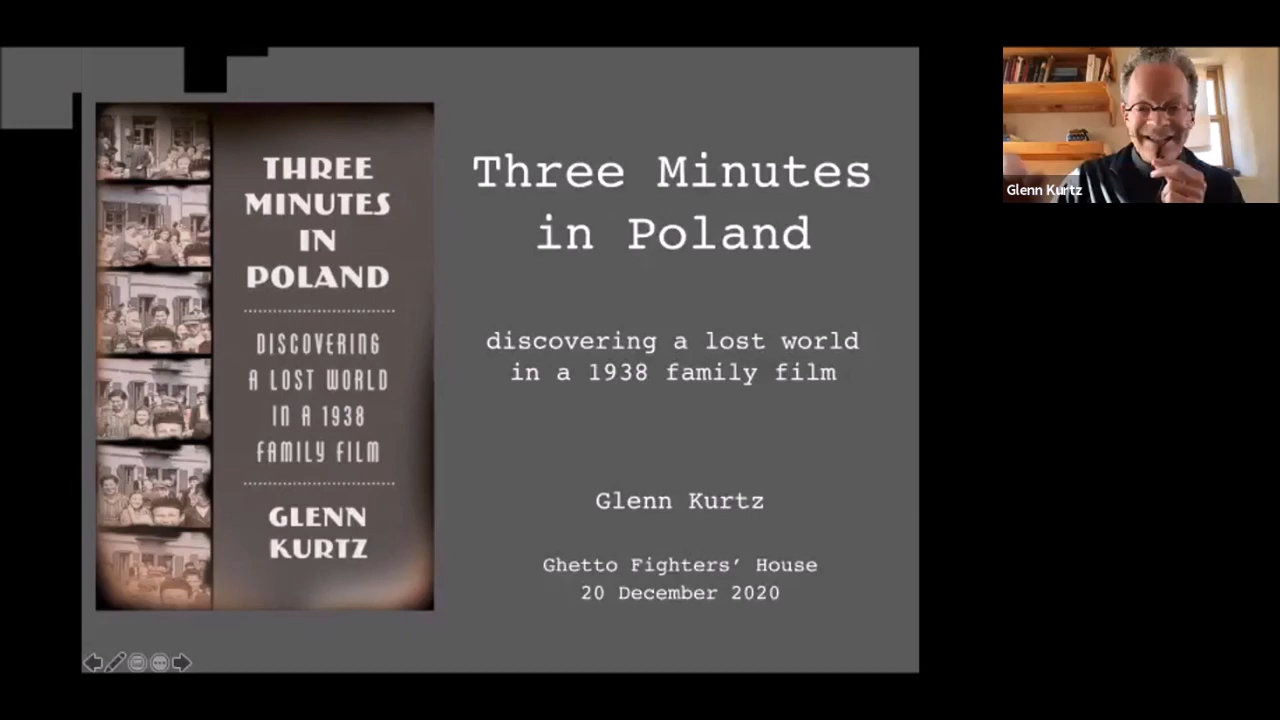 THREE
MINUTES
IN
POLAND
DISCOVERING
A LOST WORLD
IN A 1938
FAMILY FILM
GLENN
KURTZ
Three Minutes
in Poland
discovering a lost world
in a 1938 family film
Glenn Kurtz
Ghetto Fighters’ House
20 December 2020
Glenn Kurtz